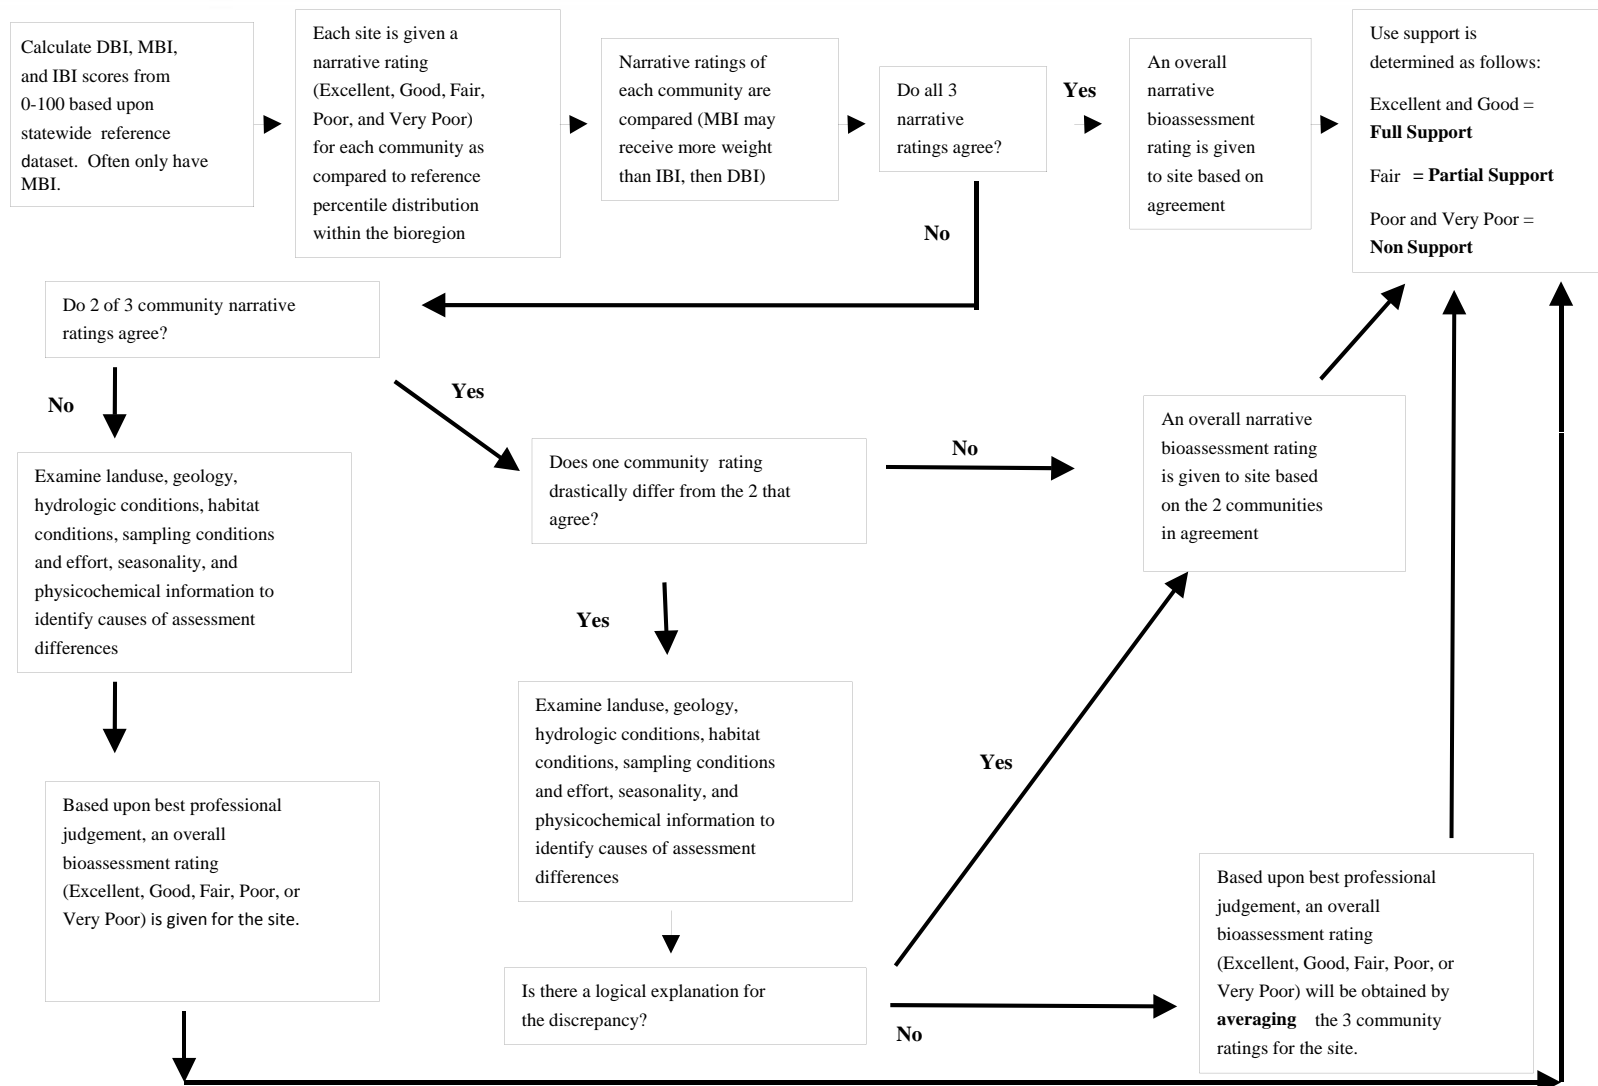 Calculate DBI, MBI,
and IBI scores from
0-100 based upon
statewide reference
dataset. Often only have
MBI.
Each site is given a
narrative rating
(Excellent, Good, Fair,
Poor, and Very Poor)
for each community as
compared to reference
percentile distribution
within the bioregion
Narrative ratings of
each community are
compared (MBI may
receive more weight
than IBI, then DBI)
Do all 3
narrative
ratings agree?
Yes
An overall
narrative
bioassessment
rating is given
to site based on
agreement
Use support is
determined as follows:
Excellent and Good =
Full Support
Fair = Partial Support
Poor and Very Poor =
Non Support
No
Do 2 of 3 community narrative
ratings agree?
No
Yes
Examine landuse, geology,
hydrologic conditions, habitat
conditions, sampling conditions
and effort, seasonality, and
physicochemical information to
identify causes of assessment
differences
Does one community rating
drastically differ from the 2 that
agree?
No
An overall narrative
bioassessment rating
is given to site based
on the 2 communities
in agreement
Yes
Examine landuse, geology,
hydrologic conditions, habitat
conditions, sampling conditions
and effort, seasonality, and
physicochemical information to
identify causes of assessment
differences
Yes
Based upon best professional
judgement, an overall
bioassessment rating
(Excellent, Good, Fair, Poor, or
Very Poor) is given for the site.
Is there a logical explanation for
the discrepancy?
No
Based upon best professional
judgement, an overall
bioassessment rating
(Excellent, Good, Fair, Poor, or
Very Poor) will be obtained by
averaging the 3 community
ratings for the site.